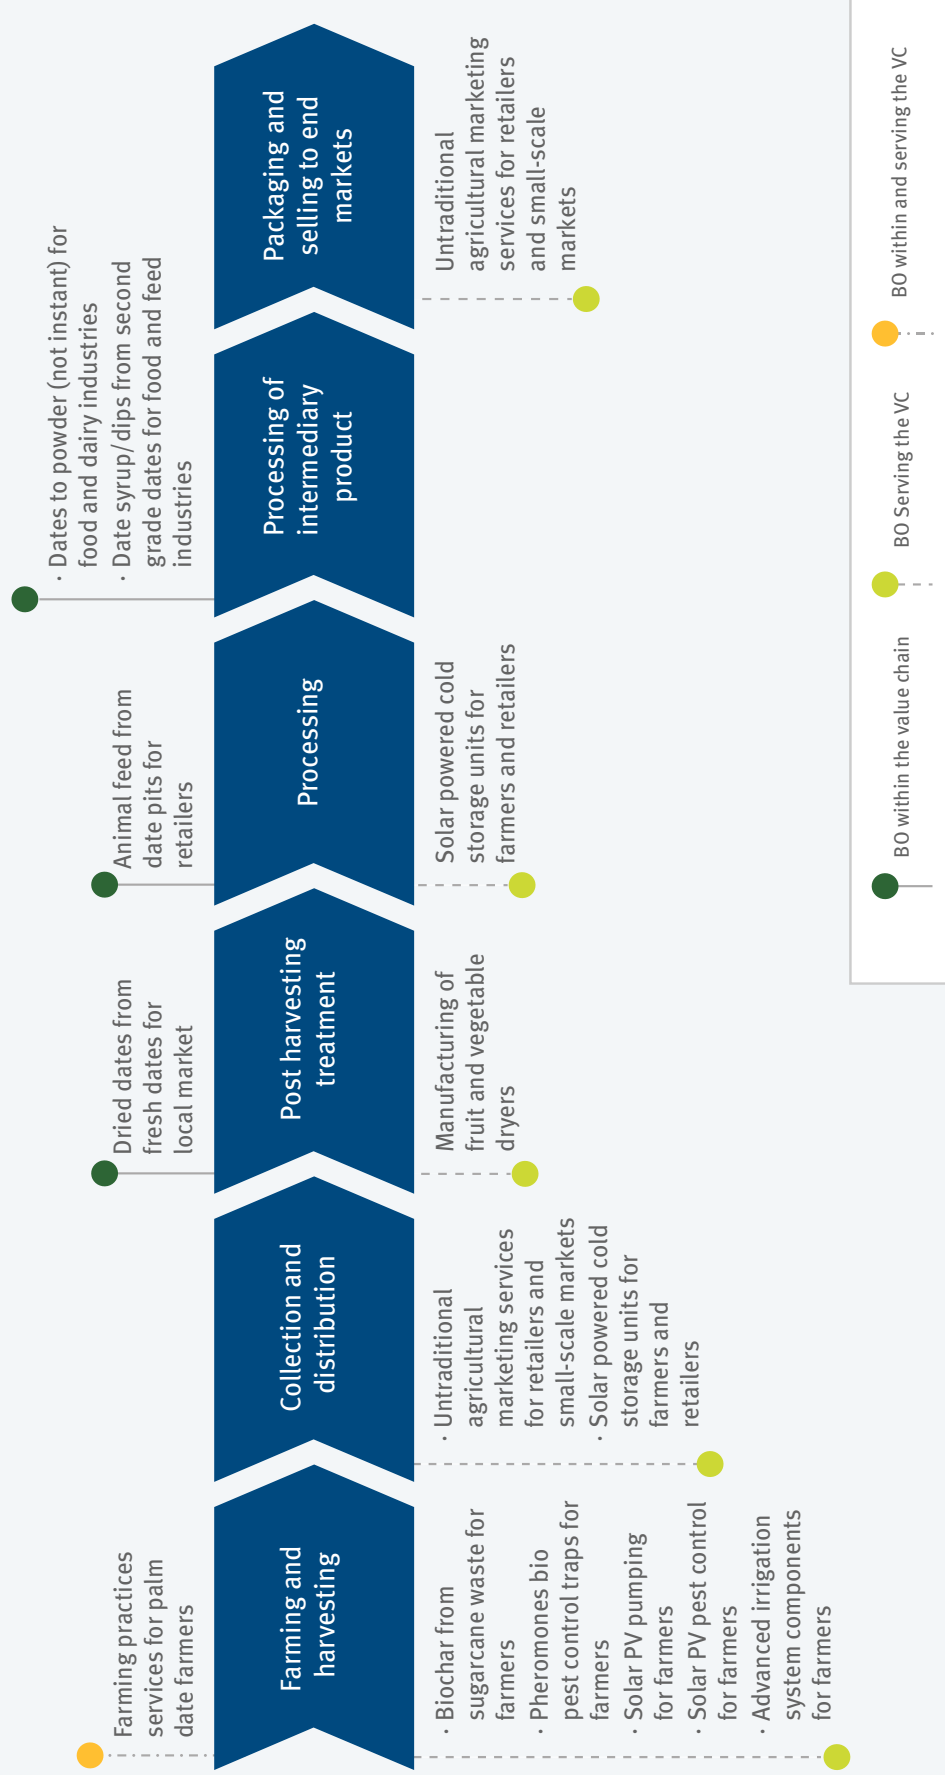 Farming practices
services for palm
date farmers
Dried dates from
fresh dates for
local market
Animal feed from
date pits for
retailers
· Dates to powder (not instant) for
food and dairy industries
· Date syrup/dips from second
grade dates for food and feed
industries
Farming and
harvesting
Collection and
distribution
Post harvesting
treatment
Processing
Processing of
intermediary
product
Packaging and
selling to end
markets
· Biochar from
sugarcane waste for
farmers
· Pheromones bio
pest control traps for
farmers
· Solar PV pumping
for farmers
· Solar PV pest control
for farmers
· Advanced irrigation
system components
for farmers
· Untraditional
agricultural
marketing services
for retailers and
small-scale markets
· Solar powered cold
storage units for
farmers and
retailers
Manufacturing of
fruit and vegetable
dryers
Solar powered cold
storage units for
farmers and retailers
Untraditional
agricultural marketing
services for retailers
and small-scale
markets
BO within the value chain
BO Serving the VC
BO within and serving the VC